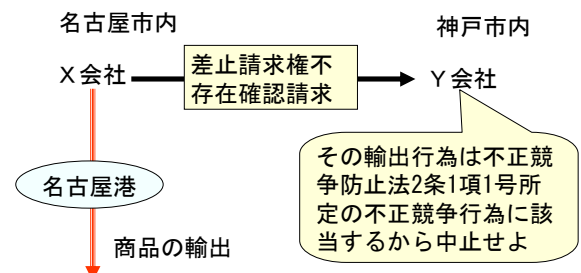 名古屋市内
神戸市内
X会社
差止請求権不
存在確認請求
Y会社
その輸出行為は不正競
争防止法2条1項1号所
定の不正競争行為に該
当するから中止せよ
名古屋港
商品の輸出